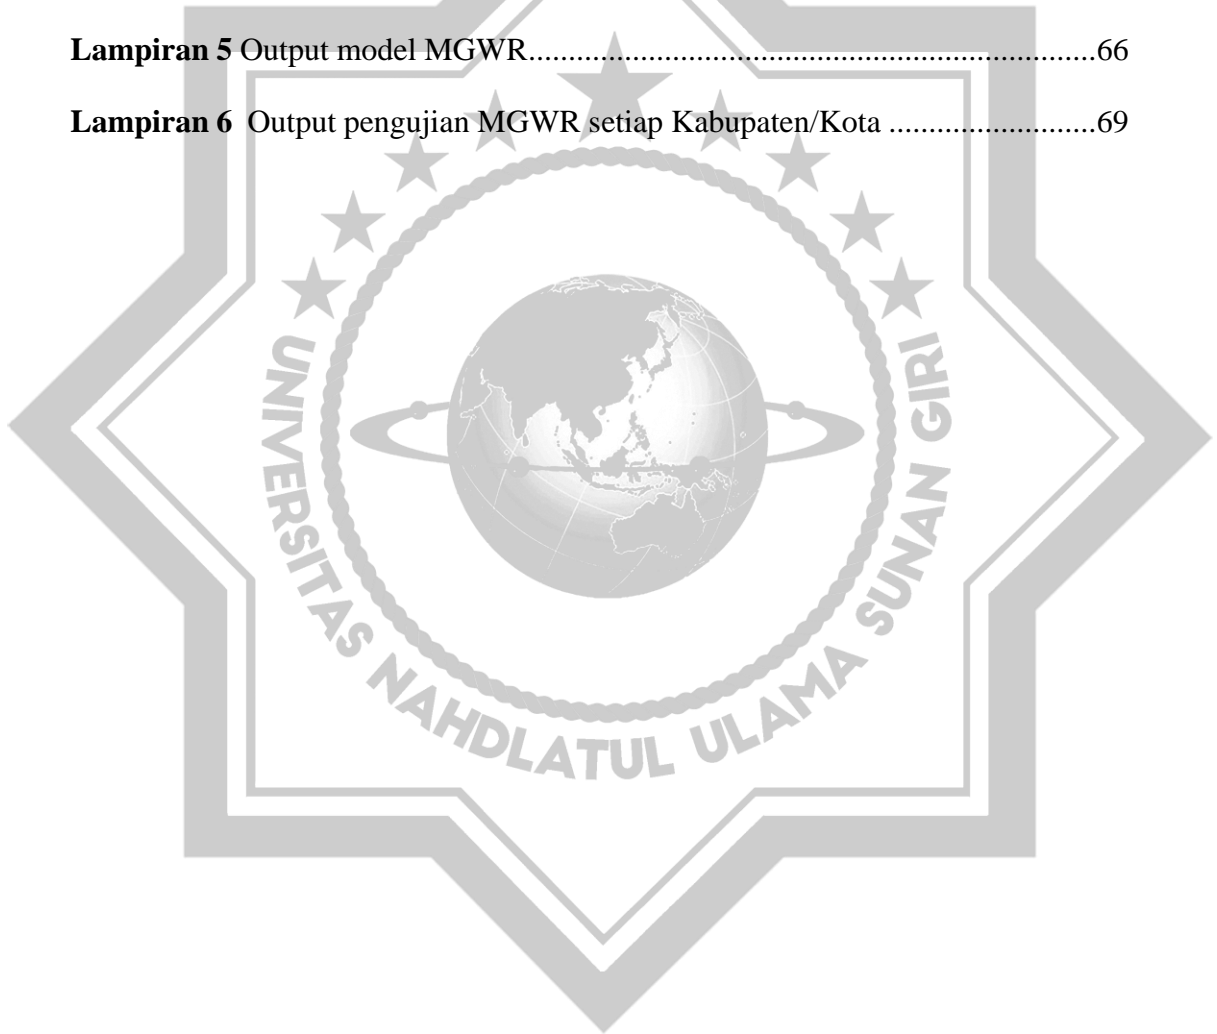 Lampiran 5 Output model MGWR......................................................................66
Lampiran 6 Output pengujian MGWR setiap Kabupaten/Kota ..........................69
UNIVERSITAS NAHDLATUL ULAMA SUNAN GIRI